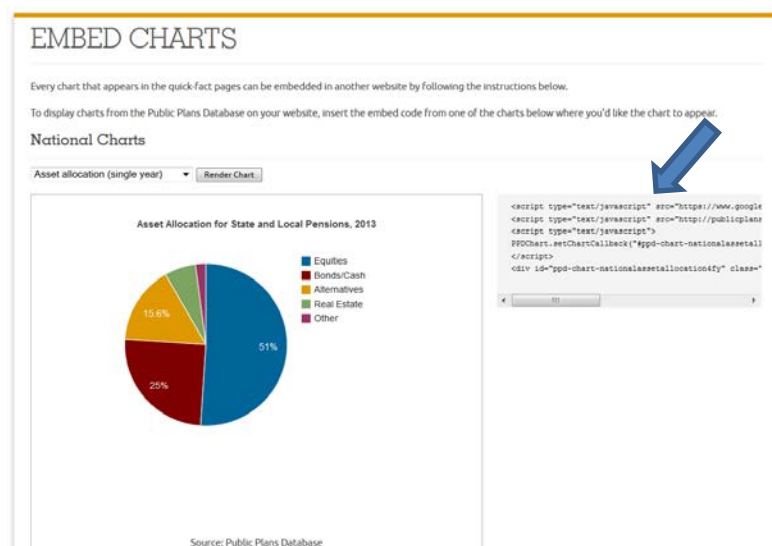 EMBED CHARTS
Every chart that appears in the quick-fact pages can be embedded in another website by following the instructions below.
To display charts from the Public Plans Database on your website, insert the embed code from one of the charts below where you'd like the chart to appear.
National Charts
Asset allocation (single year)
Render Chart
Asset Allocation for State and Local Pensions, 2013
Equities
Bonds/Cash
Alternatives
Real Estate
Other
15.6%
51%
25%
Source: Public Plans Database
<script type="text/javascript" src="https://www.google
<script type="text/javascript" src="http://publicplans
<script type="text/javascript">
PPDChart.setChartCallback("#ppd-chart-nationalassetall
</script>
<div id="ppd-chart-nationalassetallocation4fy" class="